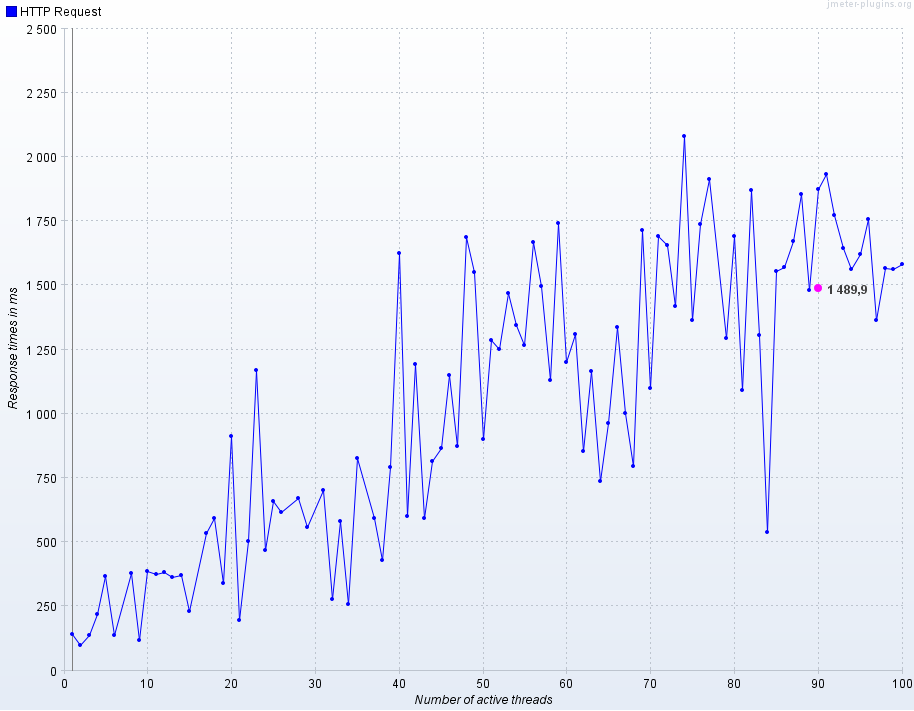 jmeter-plugins.org
HTTP Request
2 500
2 250
2 000
1 750
1 500
1 250
1 000
750
500
250
0
Response times in ms
1 489,9
0 10 20 30 40 50 60 70 80 90 100
Number of active threads